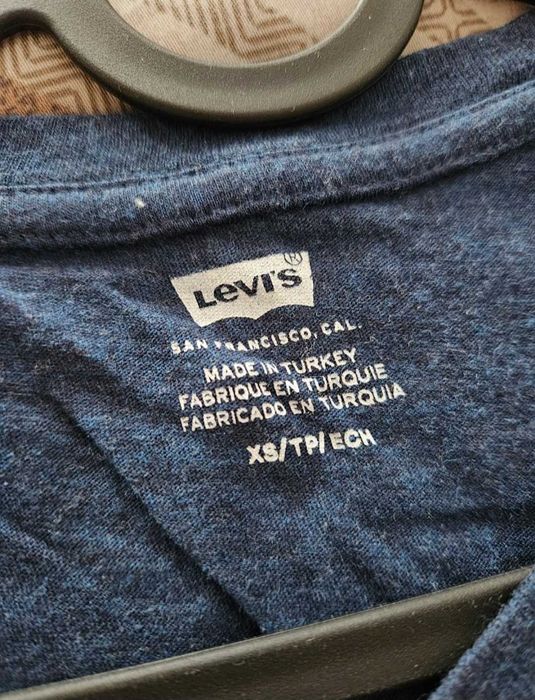 Levi's®
SAN FRANCISCO, CAL.
MADE IN TURKEY
FABRIQUE EN TURQUIE
FABRICADO EN TURQUIA
XS/TP/ECH